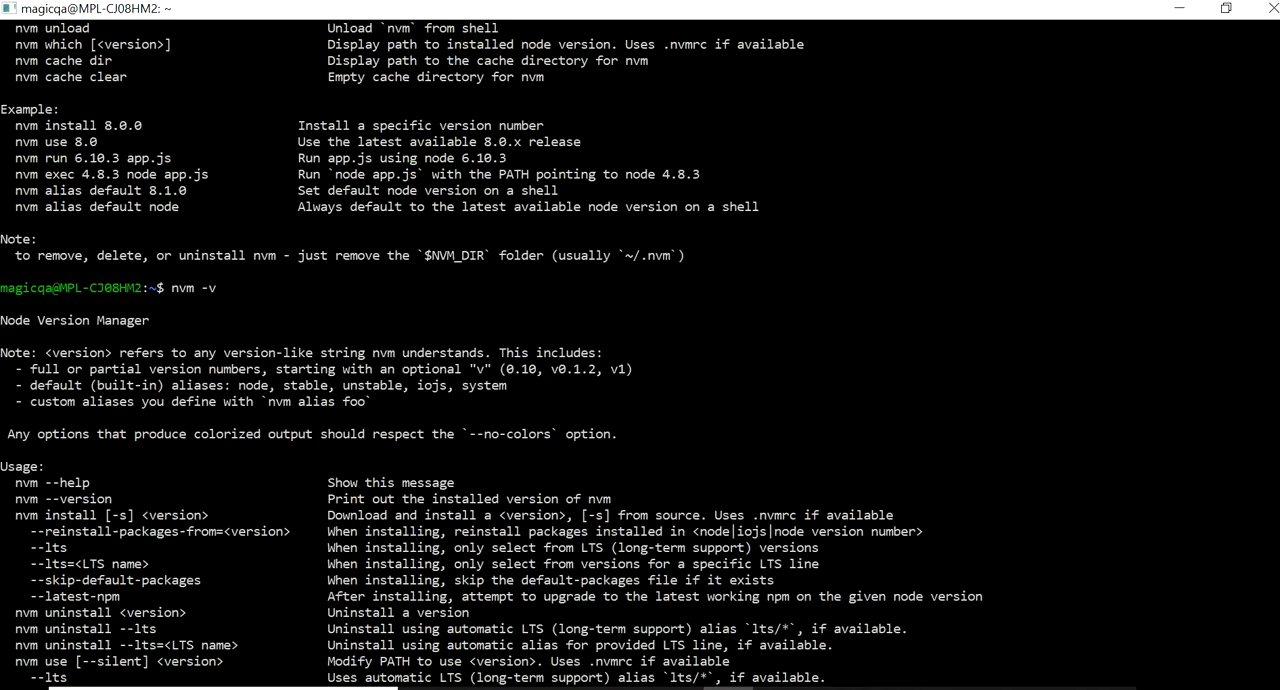 magicqa@MPL-CJ08HM2: ~
nvm unload Unload `nvm` from shell
nvm which [<version>] Display path to installed node version. Uses .nvmrc if available
nvm cache dir Display path to the cache directory for nvm
nvm cache clear Empty cache directory for nvm
Example:
nvm install 8.0.0 Install a specific version number
nvm use 8.0 Use the latest available 8.0.x release
nvm run 6.10.3 app.js Run app.js using node 6.10.3
nvm exec 4.8.3 node app.js Run `node app.js` with the PATH pointing to node 4.8.3
nvm alias default 8.1.0 Set default node version on a shell
nvm alias default node Always default to the latest available node version on a shell
Note:
to remove, delete, or uninstall nvm - just remove the `$NVM_DIR` folder (usually `~/.nvm`)
magicqa@MPL-CJ08HM2:~$ nvm -v
Node Version Manager
Note: <version> refers to any version-like string nvm understands. This includes:
- full or partial version numbers, starting with an optional "v" (0.10, v0.1.2, v1)
- default (built-in) aliases: node, stable, unstable, iojs, system
- custom aliases you define with `nvm alias foo`
Any options that produce colorized output should respect the `--no-colors` option.
Usage:
nvm --help Show this message
nvm --version Print out the installed version of nvm
nvm install [-s] <version> Download and install a <version>, [-s] from source. Uses .nvmrc if available
--reinstall-packages-from=<version> When installing, reinstall packages installed in <node|iojs|node version number>
--lts When installing, only select from LTS (long-term support) versions
--lts=<LTS name> When installing, only select from versions for a specific LTS line
--skip-default-packages When installing, skip the default-packages file if it exists
--latest-npm After installing, attempt to upgrade to the latest working npm on the given node version
nvm uninstall <version> Uninstall a version
nvm uninstall --lts Uninstall using automatic LTS (long-term support) alias `lts/*`, if available.
nvm uninstall --lts=<LTS name> Uninstall using automatic alias for provided LTS line, if available.
nvm use [--silent] <version> Modify PATH to use <version>. Uses .nvmrc if available
--lts Uses automatic LTS (long-term support) alias `lts/*`, if available.